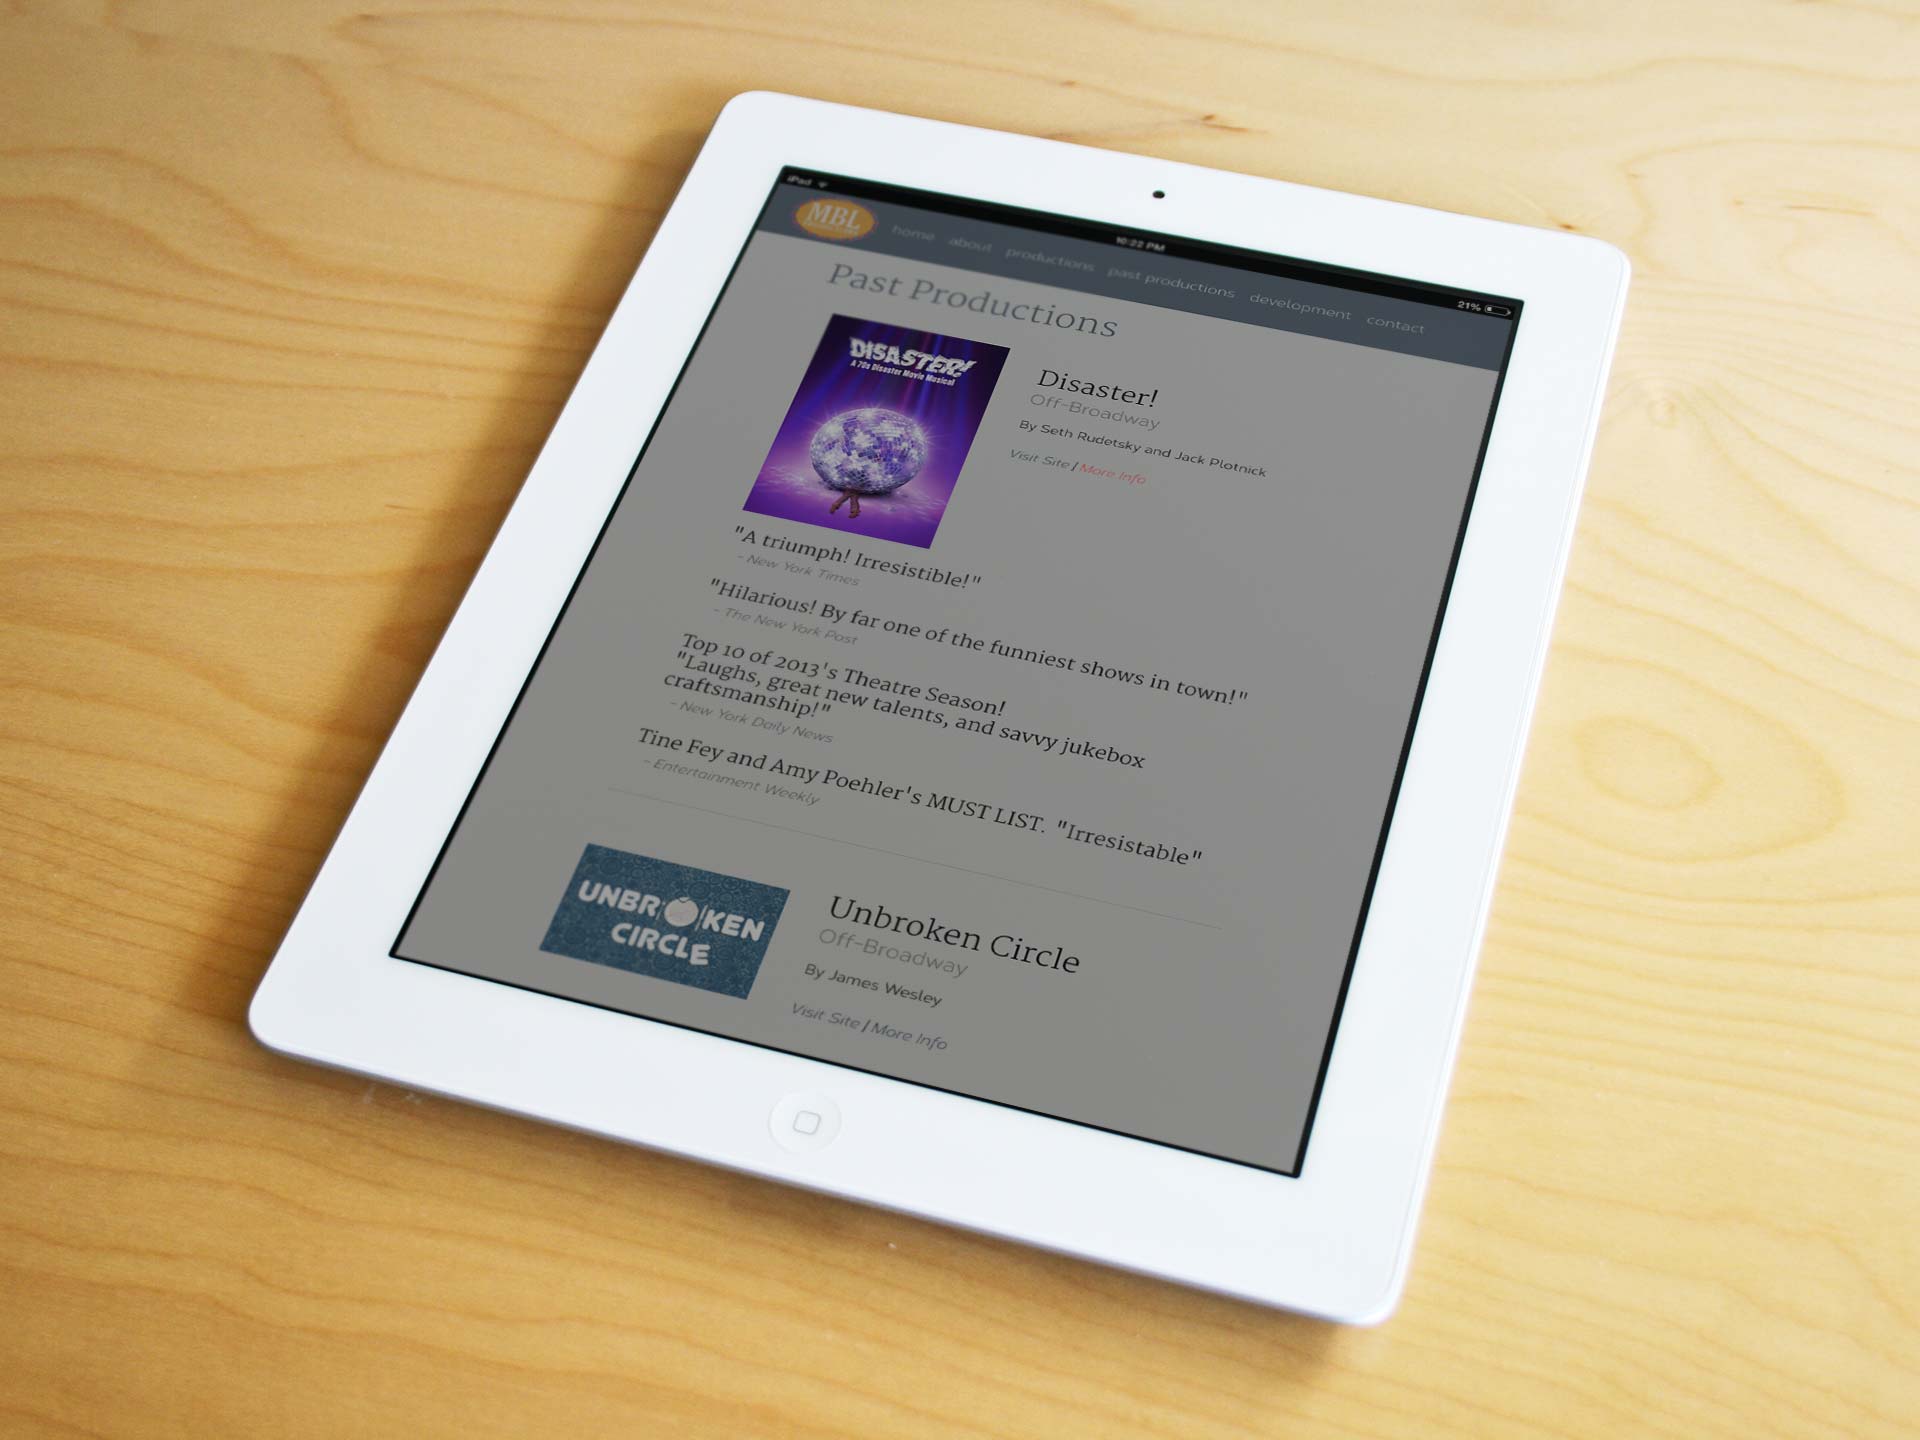 iPad
10:22 PM
21%
MBL
home about productions past productions development contact
Past Productions
DISASTER!
A 70s Disaster Movie Musical
Disaster!
Off-Broadway
By Seth Rudetsky and Jack Plotnick
Visit Site | More Info
"A triumph! Irresistible!"
- New York Times
"Hilarious! By far one of the funniest shows in town!"
- The New York Post
Top 10 of 2013's Theatre Season!
"Laughs, great new talents, and savvy jukebox
craftsmanship!"
- New York Daily News
Tine Fey and Amy Poehler's MUST LIST. "Irresistable"
- Entertainment Weekly
UNBROKEN
CIRCLE
Unbroken Circle
Off-Broadway
By James Wesley
Visit Site | More Info